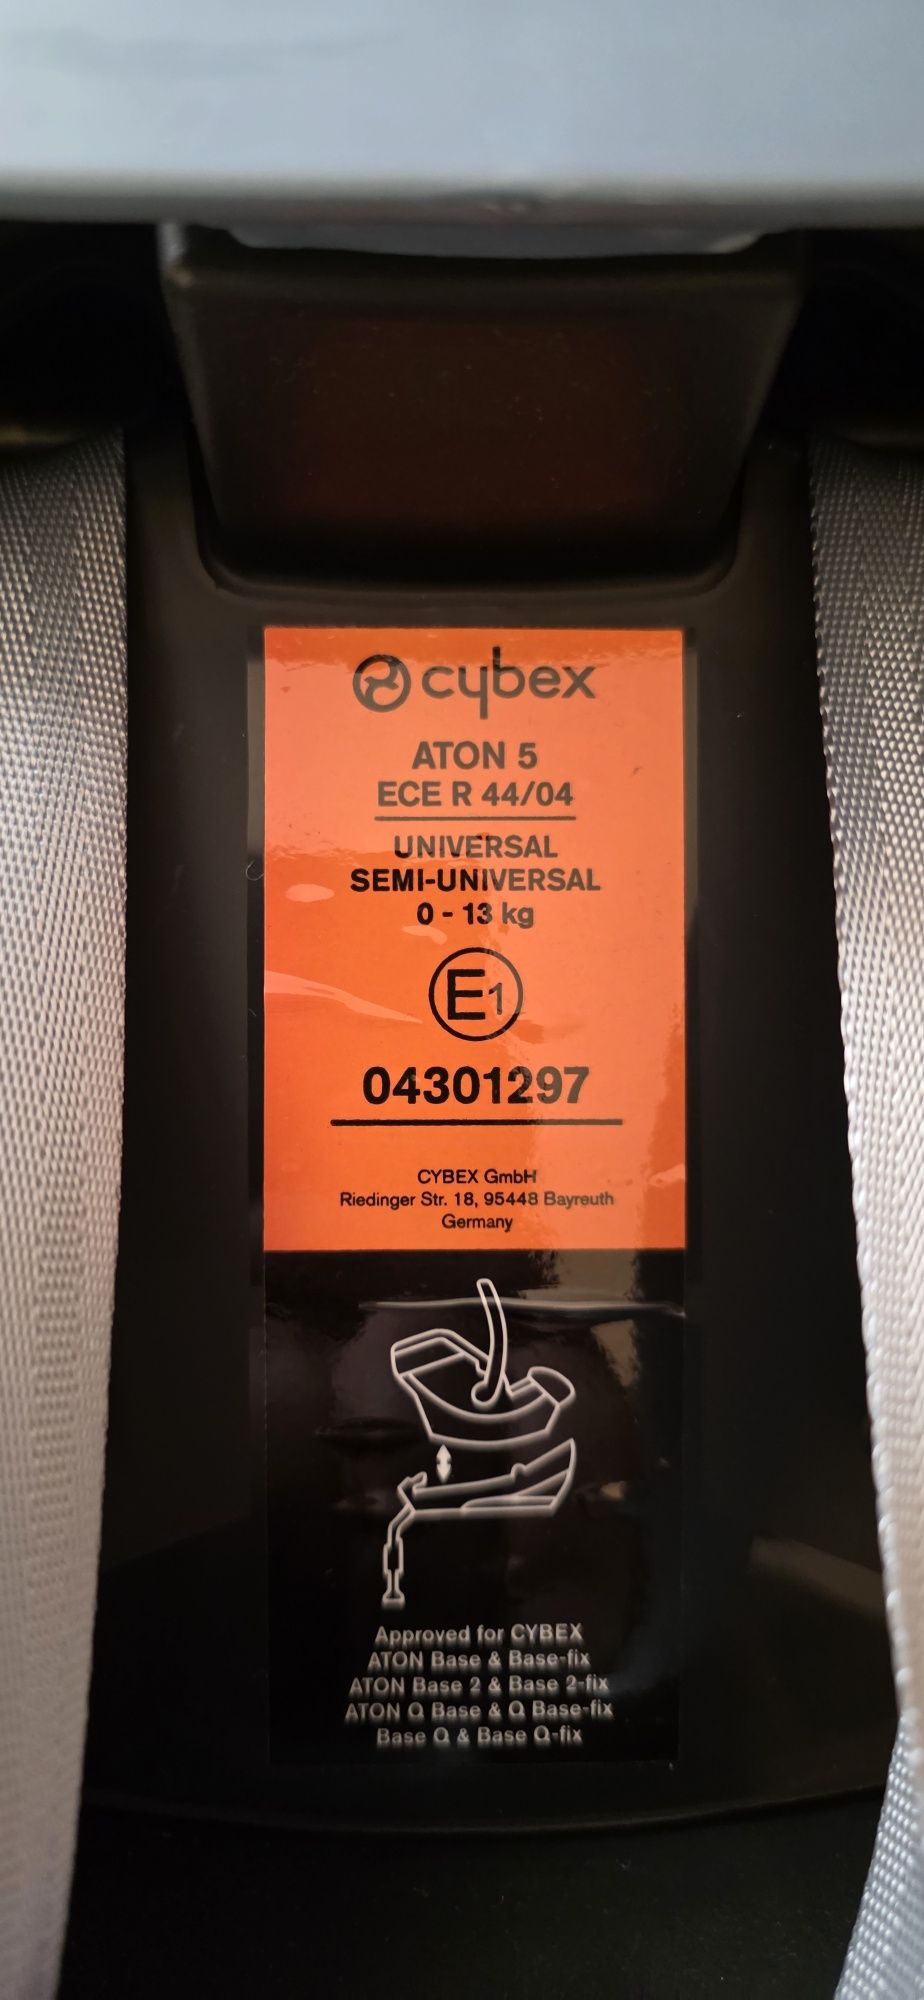 cybex
ATON 5
ECE R 44/04
UNIVERSAL
SEMI-UNIVERSAL
0 - 13 kg
E1
04301297
CYBEX GmbH
Riedinger Str. 18, 95448 Bayreuth
Germany
Approved for CYBEX
ATON Base & Base-fix
ATON Base 2 & Base 2-fix
ATON Q Base & Q Base-fix
Base Q & Base Q-fix